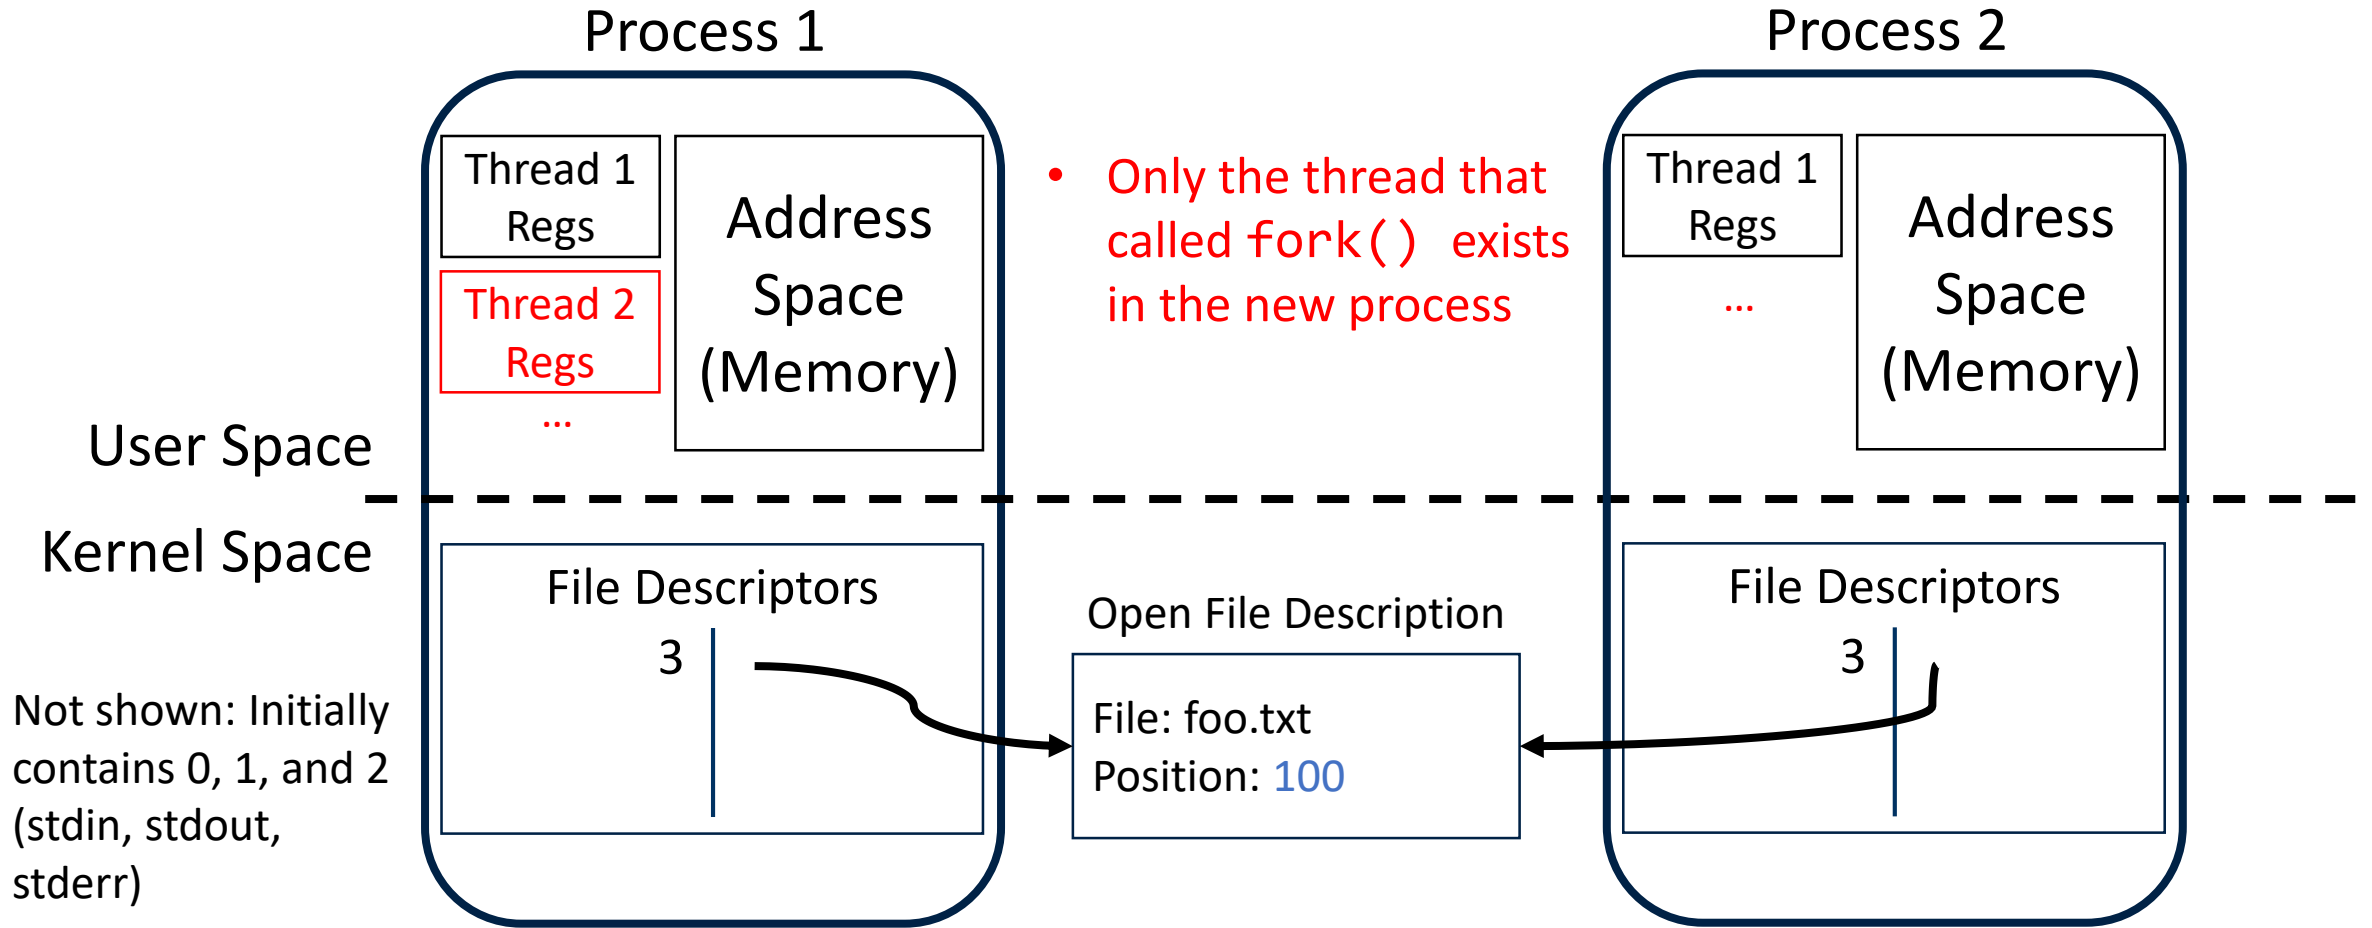 Process 1
Process 2
Thread 1
Regs
Thread 2
Regs
...
Address
Space
(Memory)
• Only the thread that
called fork() exists
in the new process
Thread 1
Regs
...
Address
Space
(Memory)
User Space
Kernel Space
Not shown: Initially
contains 0, 1, and 2
(stdin, stdout,
stderr)
File Descriptors
3
Open File Description
File: foo.txt
Position: 100
File Descriptors
3